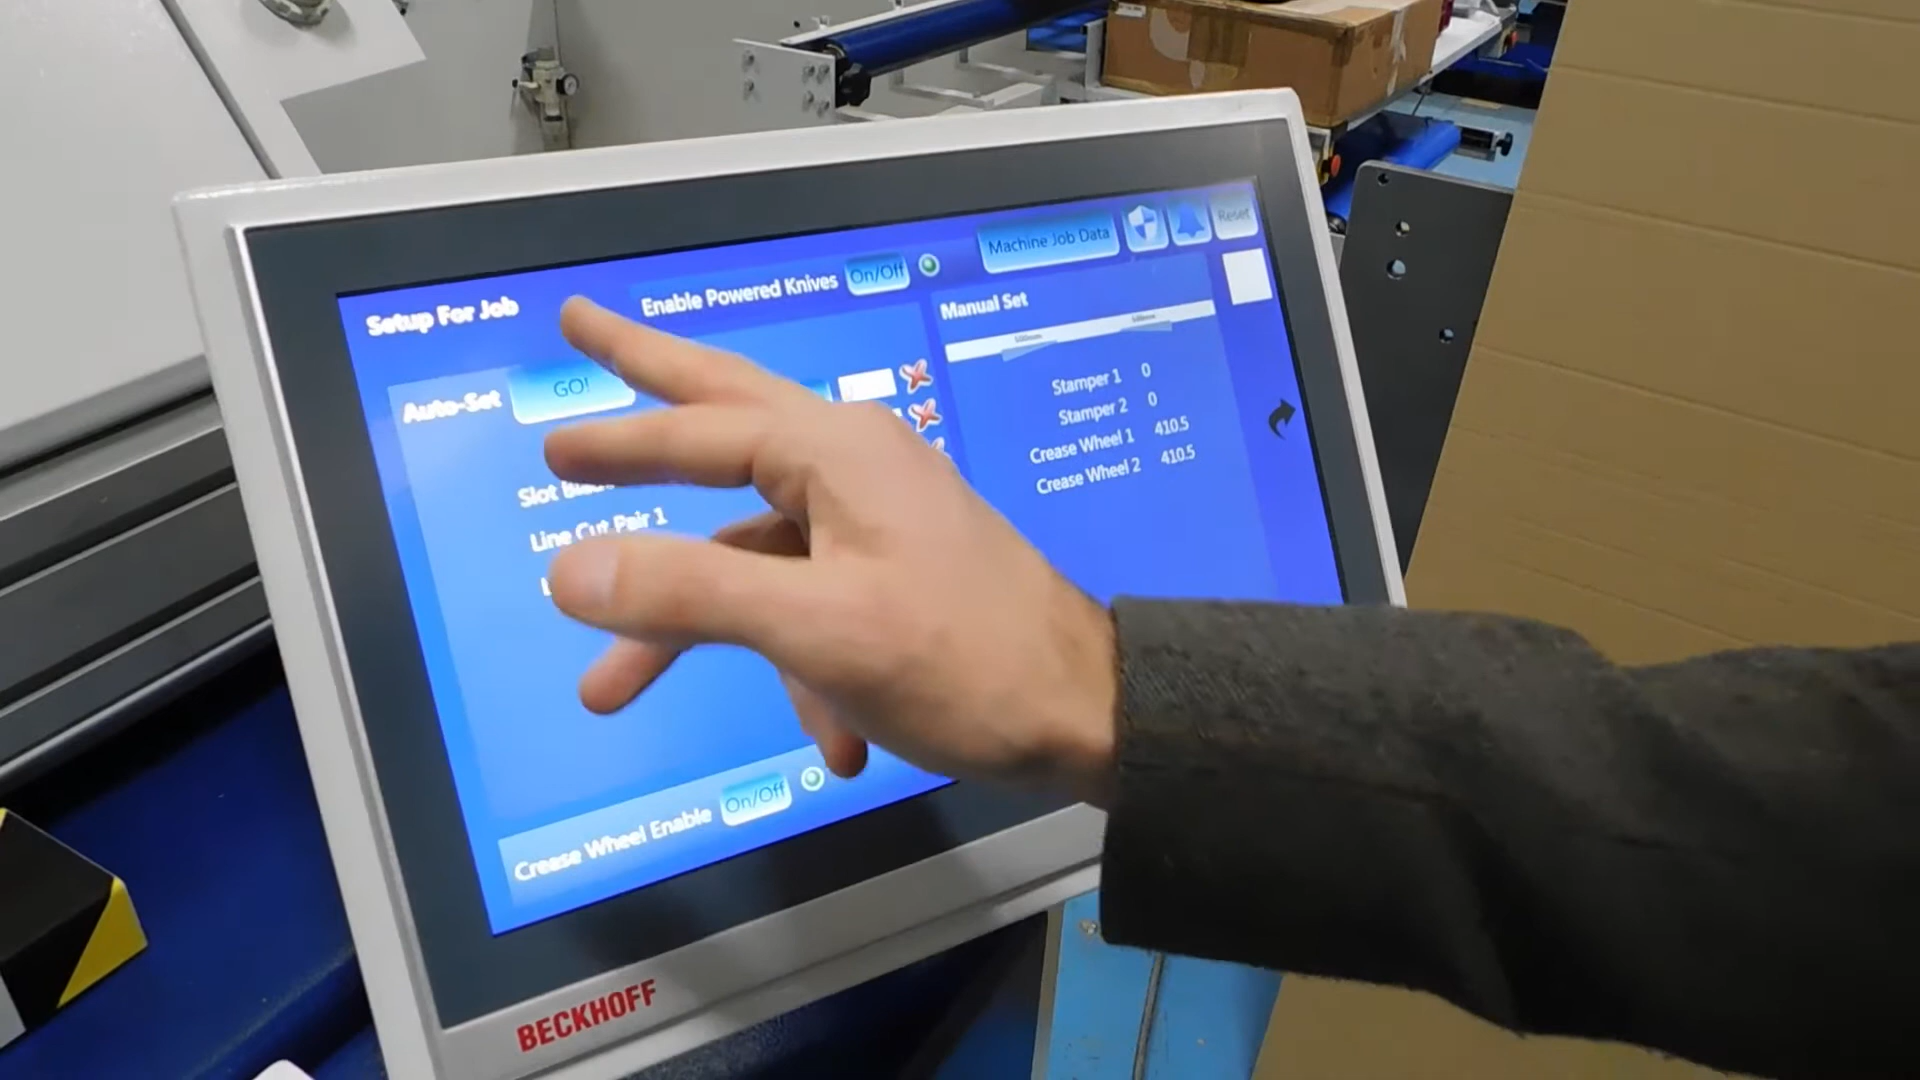 Setup For Job
Enable Powered Knives
On/Off
Machine Job Data
Reset
Auto-Set
GO!
Slot
Line Cut Pair 1
Manual Set
Stamper 1 0
Stamper 2 0
Crease Wheel 1 410.5
Crease Wheel 2 410.5
Crease Wheel Enable
On/Off
BECKHOFF